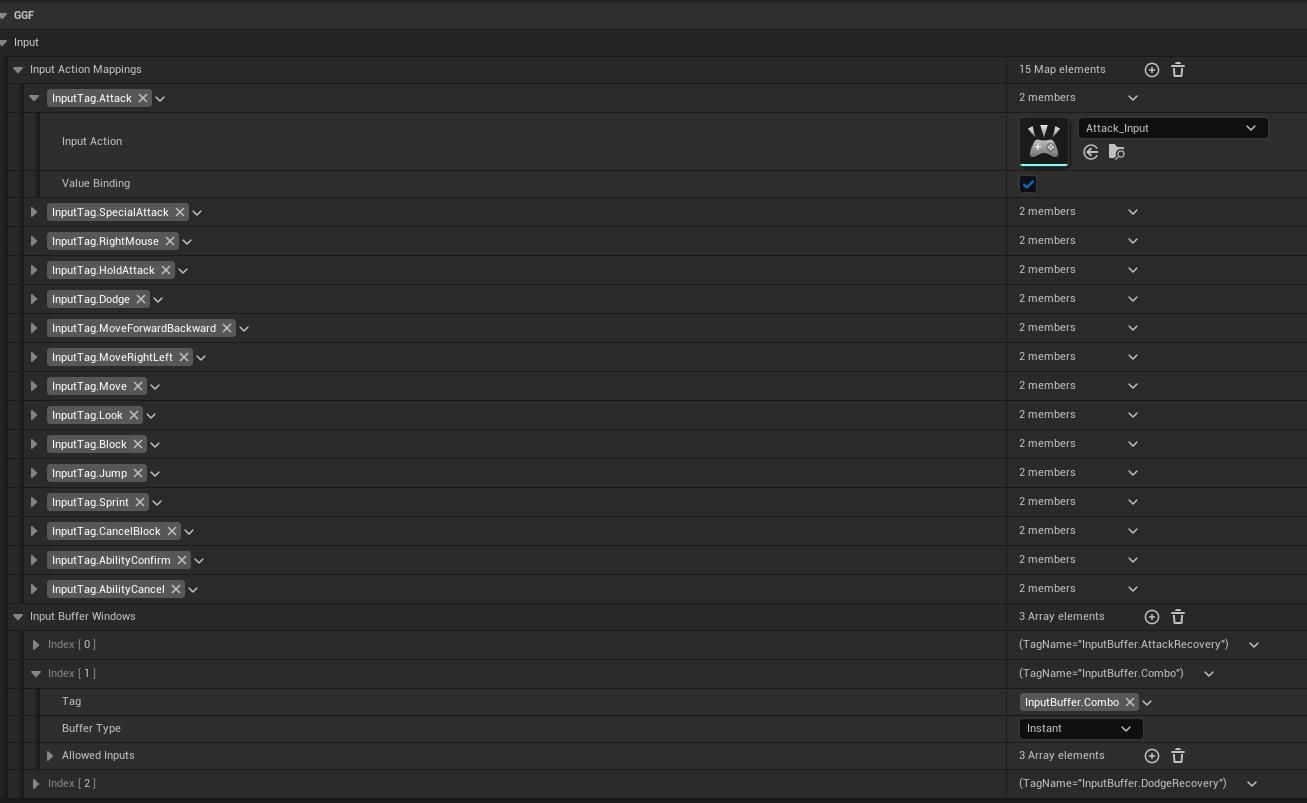 GGF
Input
Input Action Mappings 15 Map elements
InputTag.Attack 2 members
Input Action Attack_Input
Value Binding
InputTag.SpecialAttack 2 members
InputTag.RightMouse 2 members
InputTag.HoldAttack 2 members
InputTag.Dodge 2 members
InputTag.MoveForwardBackward 2 members
InputTag.MoveRightLeft 2 members
InputTag.Move 2 members
InputTag.Look 2 members
InputTag.Block 2 members
InputTag.Jump 2 members
InputTag.Sprint 2 members
InputTag.CancelBlock 2 members
InputTag.AbilityConfirm 2 members
InputTag.AbilityCancel 2 members
Input Buffer Windows 3 Array elements
Index [ 0 ] (TagName="InputBuffer.AttackRecovery")
Index [ 1 ] (TagName="InputBuffer.Combo")
Tag InputBuffer.Combo
Buffer Type Instant
Allowed Inputs 3 Array elements
Index [ 2 ] (TagName="InputBuffer.DodgeRecovery")